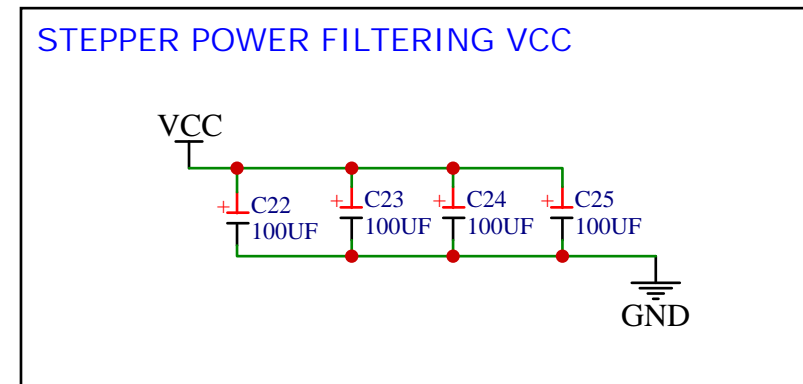 STEPPER POWER FILTERING VCC
VCC
+ C22 + C23 + C24 + C25
100UF 100UF 100UF 100UF
GND